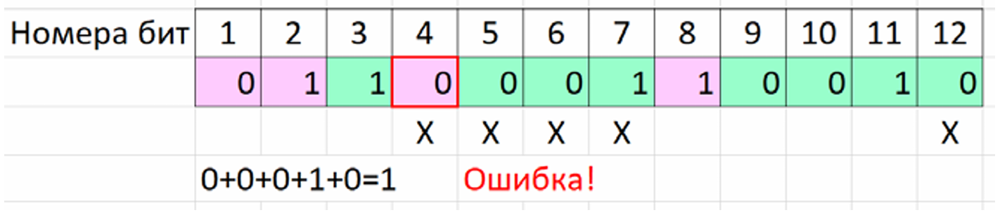 Номера бит 1 2 3 4 5 6 7 8 9 10 11 12
0 1 1 0 0 0 1 1 0 0 1 0
X X X X X
0+0+0+1+0=1 Ошибка!